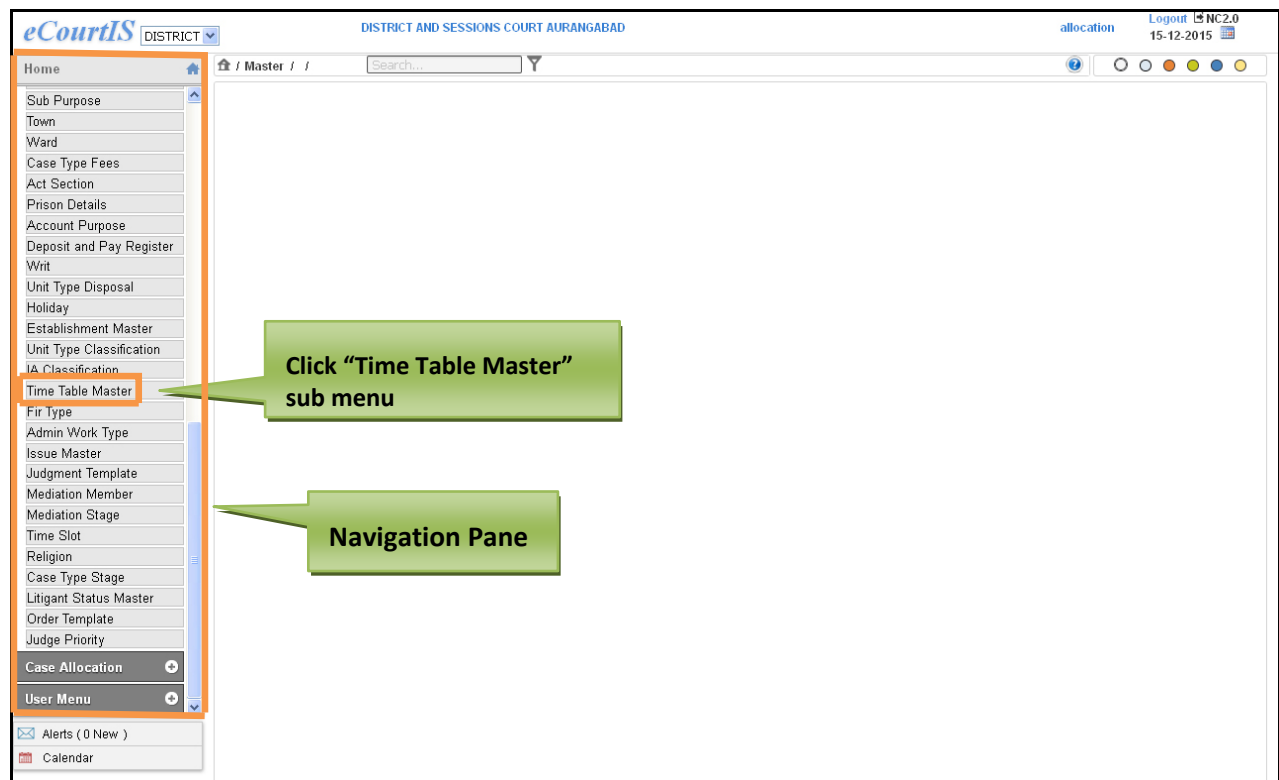 eCourtIS DISTRICT
DISTRICT AND SESSIONS COURT AURANGABAD
allocation
Logout NC2.0
15-12-2015
Home
/ Master / /
Search...
Sub Purpose
Town
Ward
Case Type Fees
Act Section
Prison Details
Account Purpose
Deposit and Pay Register
Writ
Unit Type Disposal
Holiday
Establishment Master
Unit Type Classification
IA Classification
Time Table Master
Fir Type
Admin Work Type
Issue Master
Judgment Template
Mediation Member
Mediation Stage
Time Slot
Religion
Case Type Stage
Litigant Status Master
Order Template
Judge Priority
Case Allocation
User Menu
Alerts ( 0 New )
Calendar
Click “Time Table Master”
sub menu
Navigation Pane